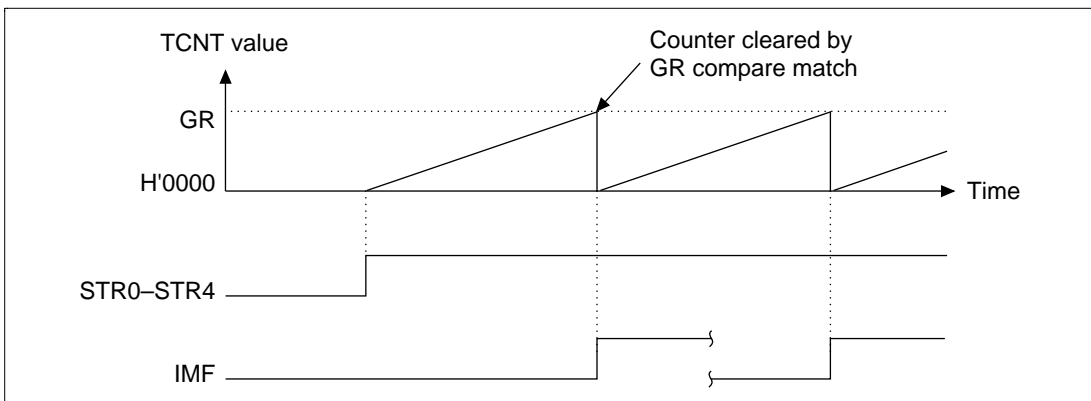 TCNT value
Counter cleared by
GR compare match
GR
H'0000
Time
STR0–STR4
IMF